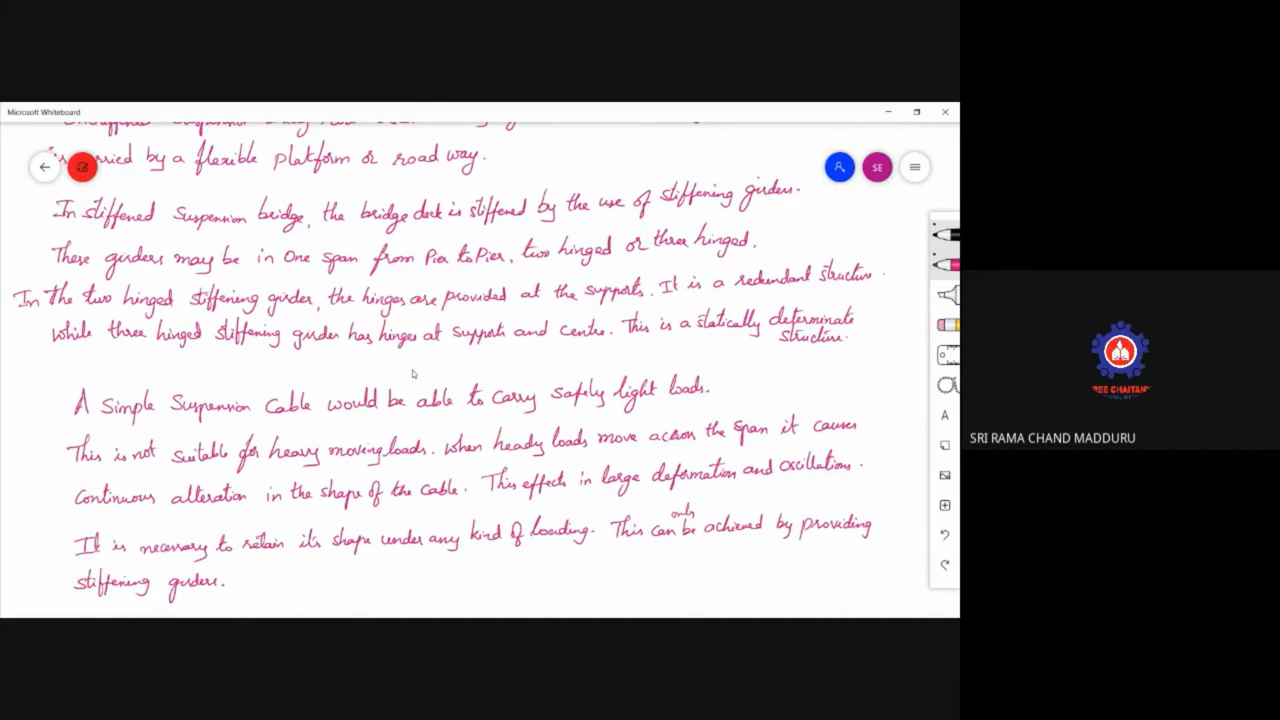 Microsoft Whiteboard
by a flexible platform or road way.
SE
In stiffened suspension bridge, the bridge deck is stiffened by the use of stiffening girders.
These girders may be in one span from Pier to Pier, two hinged or three hinged.
In the two hinged stiffening girder, the hinges are provided at the supports. It is a redundant structure.
while three hinged stiffening girder has hinges at supports and centre. This is a statically determinate
structure.
A simple suspension cable would be able to carry safely light loads.
This is not suitable for heavy moving loads. When heady loads move across the span it causes
continuous alteration in the shape of the cable. This effects in large deformation and oscillations.
only
It is necessary to retain its shape under any kind of loading. This can be achieved by providing
stiffening girders.
REE CHAITAN
SRI RAMA CHAND MADDURU